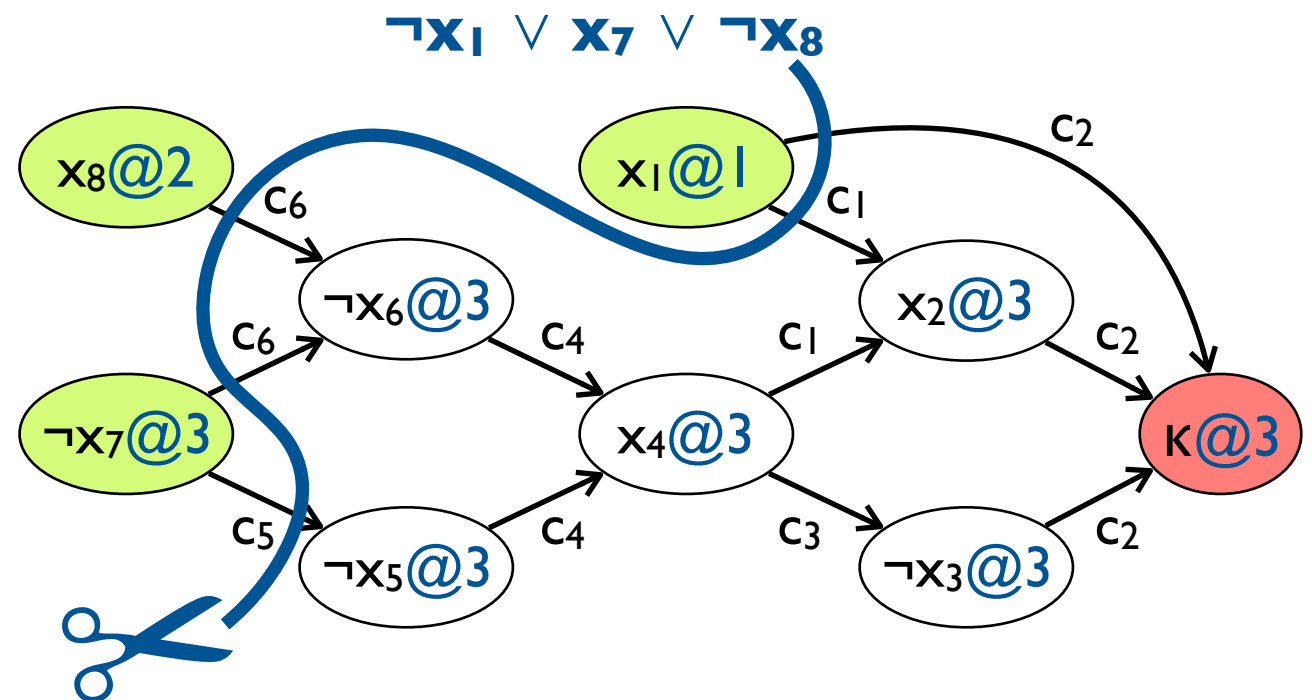 ¬x₁ ∨ x₇ ∨ ¬x₈
c₂
x₈@2
x₁@1
c₆
c₁
¬x₆@3
x₂@3
c₆
c₄
c₁
c₂
¬x₇@3
x₄@3
κ@3
c₅
c₄
c₃
c₂
¬x₅@3
¬x₃@3